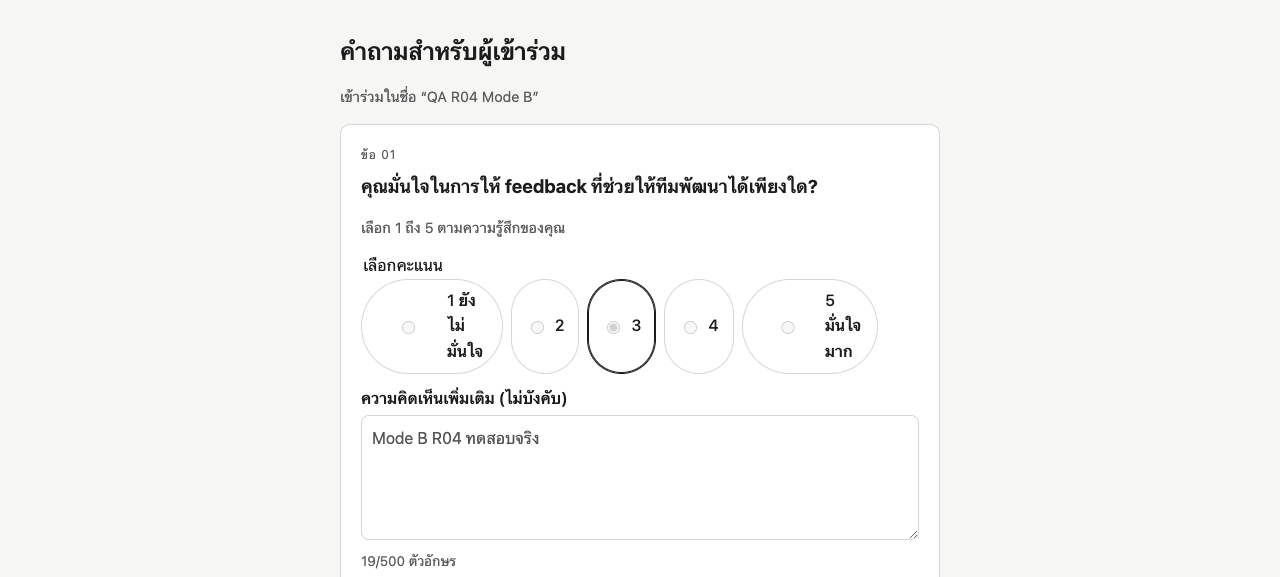 คำถามสำหรับผู้เข้าร่วม
เข้าร่วมในชื่อ “QA R04 Mode B”
ข้อ 01
คุณมั่นใจในการให้ feedback ที่ช่วยให้ทีมพัฒนาได้เพียงใด?
เลือก 1 ถึง 5 ตามความรู้สึกของคุณ
เลือกคะแนน
1 ยัง
ไม่
มั่นใจ
2
3
4
5
มั่นใจ
มาก
ความคิดเห็นเพิ่มเติม (ไม่บังคับ)
Mode B R04 ทดสอบจริง
19/500 ตัวอักษร